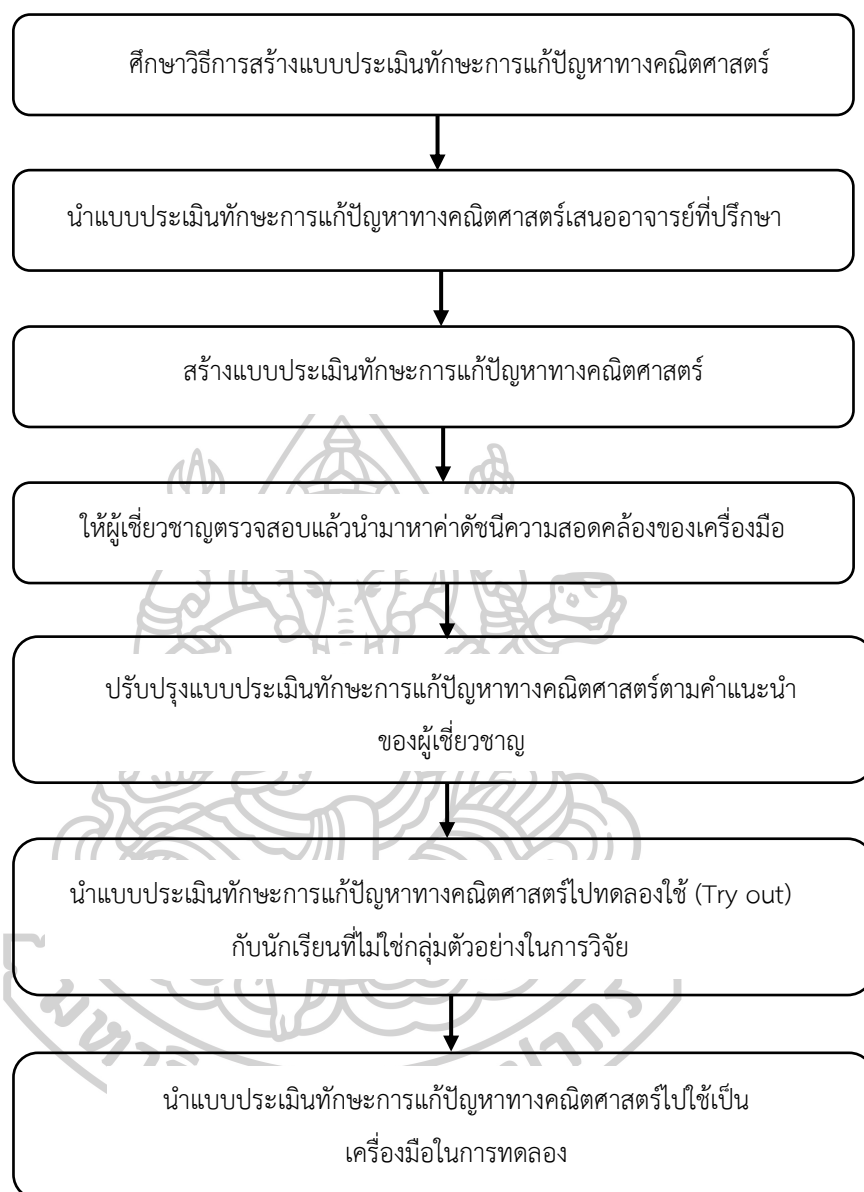 ศึกษาวิธีการสร้างแบบประเมินทักษะการแก้ปัญหาทางคณิตศาสตร์
นำแบบประเมินทักษะการแก้ปัญหาทางคณิตศาสตร์เสนออาจารย์ที่ปรึกษา
สร้างแบบประเมินทักษะการแก้ปัญหาทางคณิตศาสตร์
ให้ผู้เชี่ยวชาญตรวจสอบแล้วนำมาหาค่าดัชนีความสอดคล้องของเครื่องมือ
ปรับปรุงแบบประเมินทักษะการแก้ปัญหาทางคณิตศาสตร์ตามคำแนะนำ
ของผู้เชี่ยวชาญ
นำแบบประเมินทักษะการแก้ปัญหาทางคณิตศาสตร์ไปทดลองใช้ (Try out)
กับนักเรียนที่ไม่ใช่กลุ่มตัวอย่างในการวิจัย
นำแบบประเมินทักษะการแก้ปัญหาทางคณิตศาสตร์ไปใช้เป็น
เครื่องมือในการทดลอง